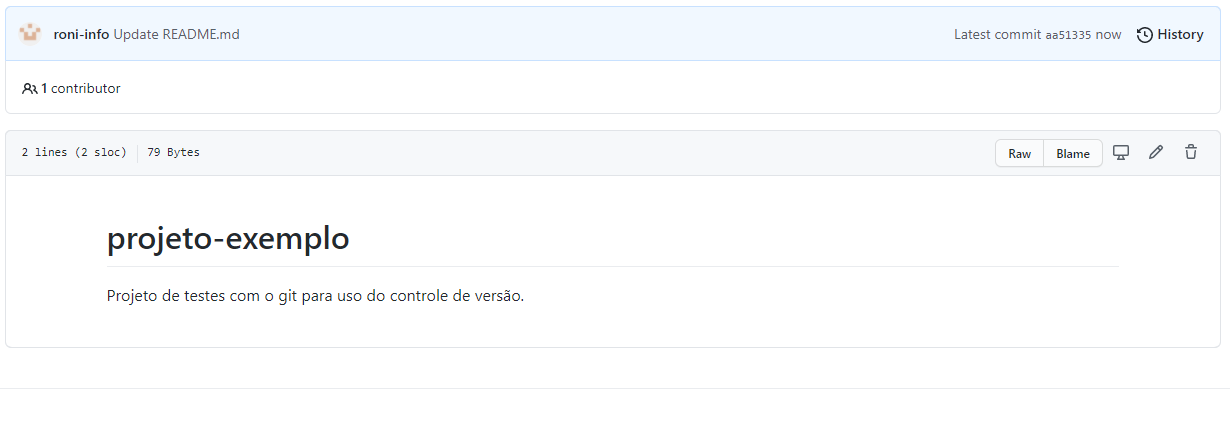 roni-info Update README.md Latest commit aa51335 now History
1 contributor
2 lines (2 sloc) 79 Bytes Raw Blame
projeto-exemplo
Projeto de testes com o git para uso do controle de versão.